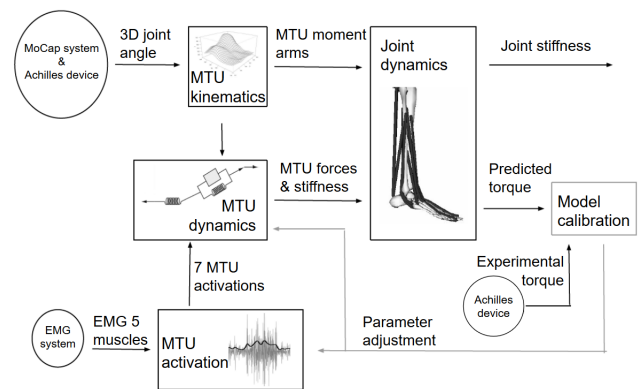 MoCap system
&
Achilles device
3D joint
angle
MTU
kinematics
MTU moment
arms
Joint
dynamics
Joint stiffness
MTU
dynamics
MTU forces
& stiffness
Predicted
torque
Model
calibration
7 MTU
activations
Experimental
torque
Achilles
device
EMG
system
EMG 5
muscles
MTU
activation
Parameter
adjustment